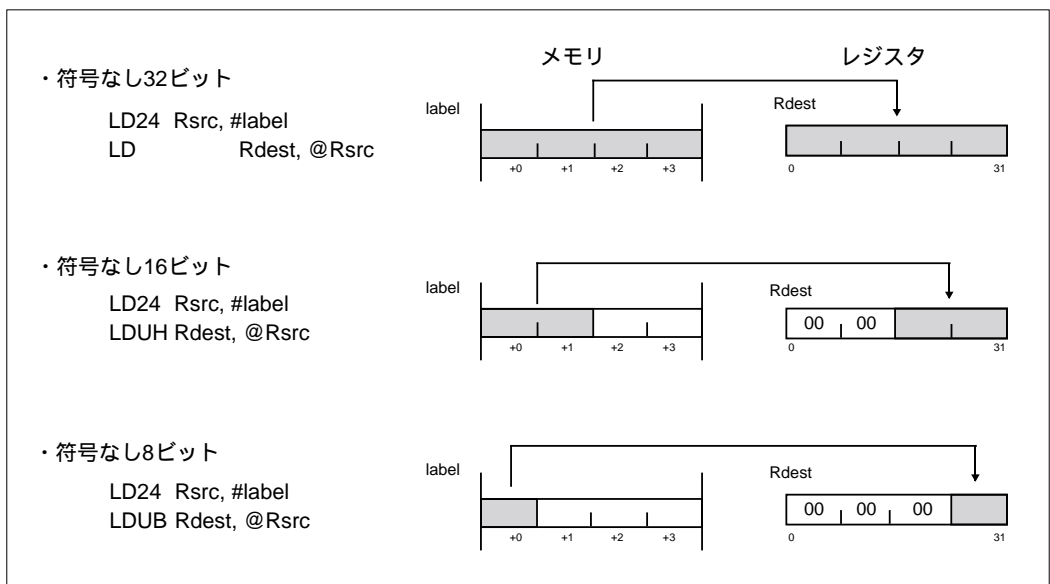 メモリ レジスタ
・符号なし32ビット
LD24 Rsrc, #label
LD Rdest, @Rsrc
label
+0 +1 +2 +3
Rdest
0 31
・符号なし16ビット
LD24 Rsrc, #label
LDUH Rdest, @Rsrc
label
+0 +1 +2 +3
Rdest
00 00
0 31
・符号なし8ビット
LD24 Rsrc, #label
LDUB Rdest, @Rsrc
label
+0 +1 +2 +3
Rdest
00 00 00
0 31